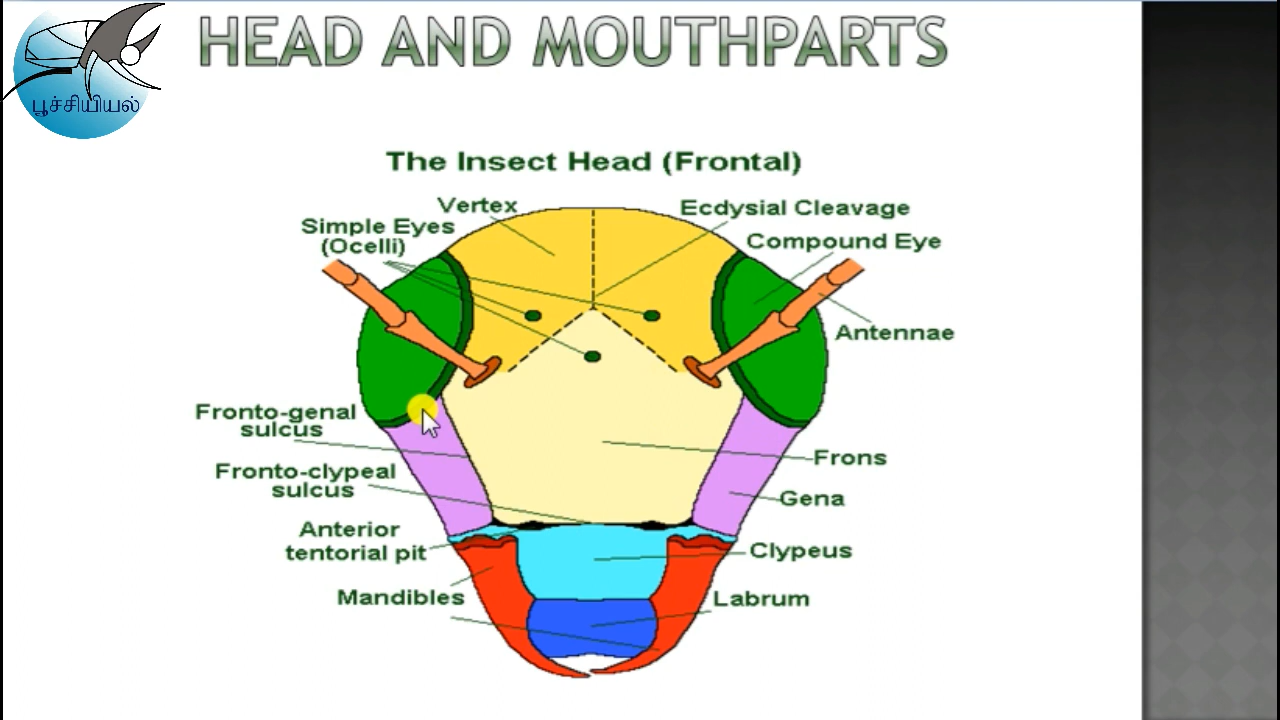 HEAD AND MOUTHPARTS
பூச்சியியல்
The Insect Head (Frontal)
Vertex
Ecdysial Cleavage
Simple Eyes
(Ocelli)
Compound Eye
Antennae
Fronto-genal
sulcus
Frons
Fronto-clypeal
sulcus
Gena
Anterior
tentorial pit
Clypeus
Mandibles
Labrum